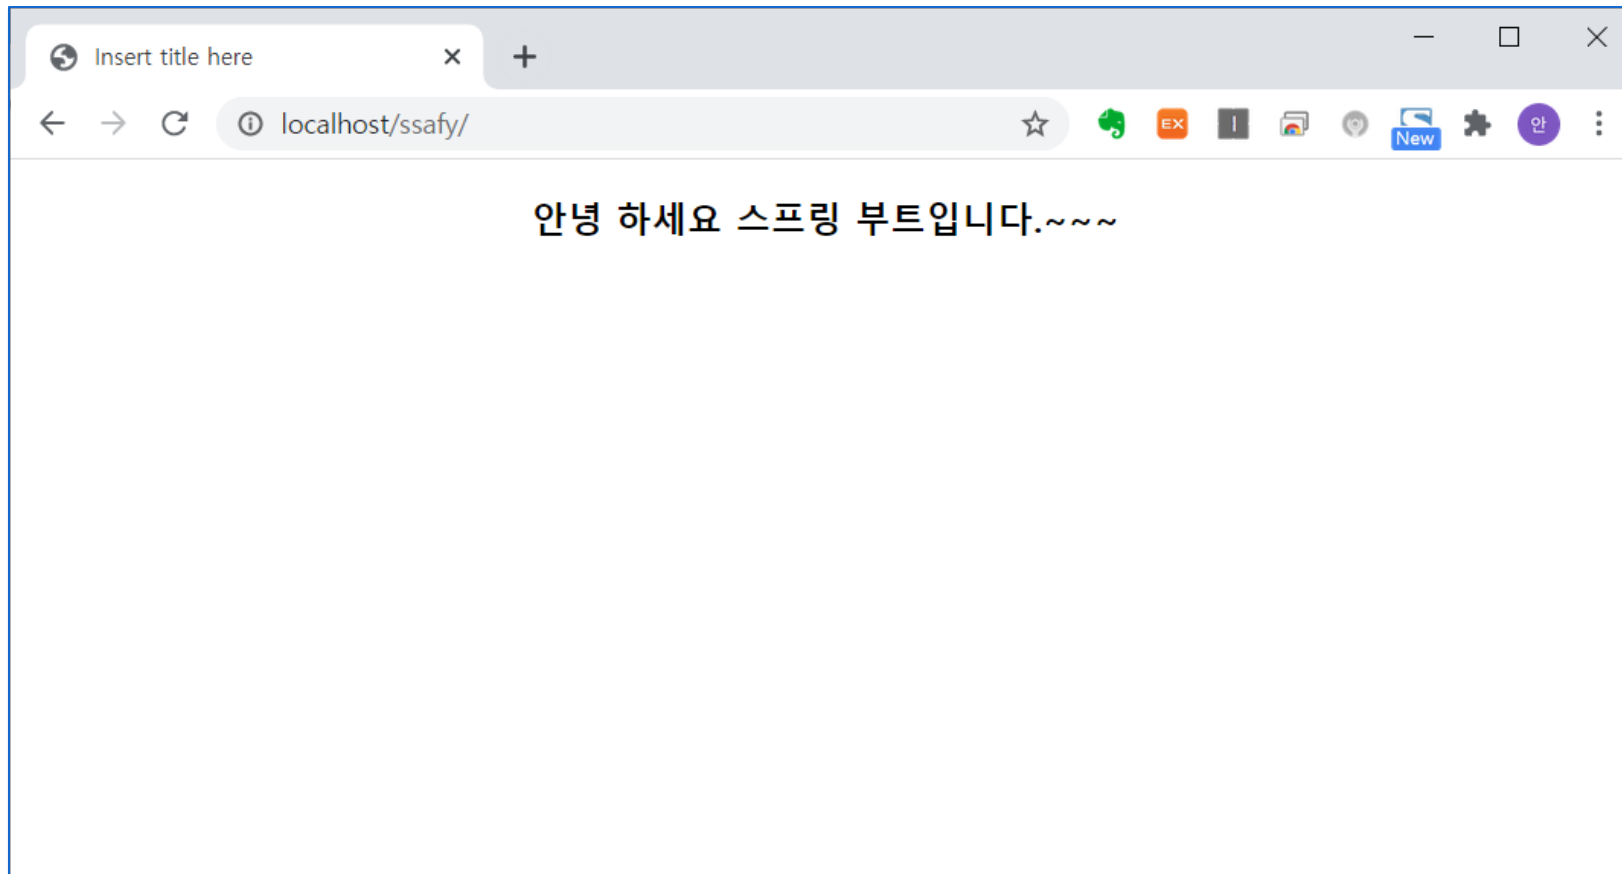 Insert title here
localhost/ssafy/
EX
New
안
안녕 하세요 스프링 부트입니다.~~~